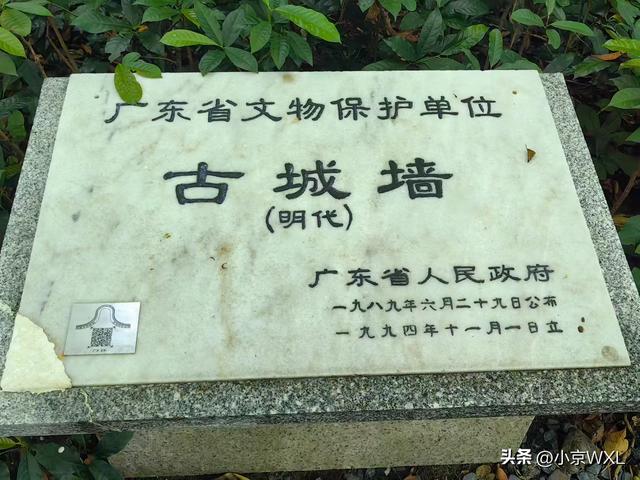 广东省文物保护单位
古城墙
(明代)
广东省人民政府
一九八九年六月二十九日公布
一九九四年十一月一日立
头条 @小京WXL